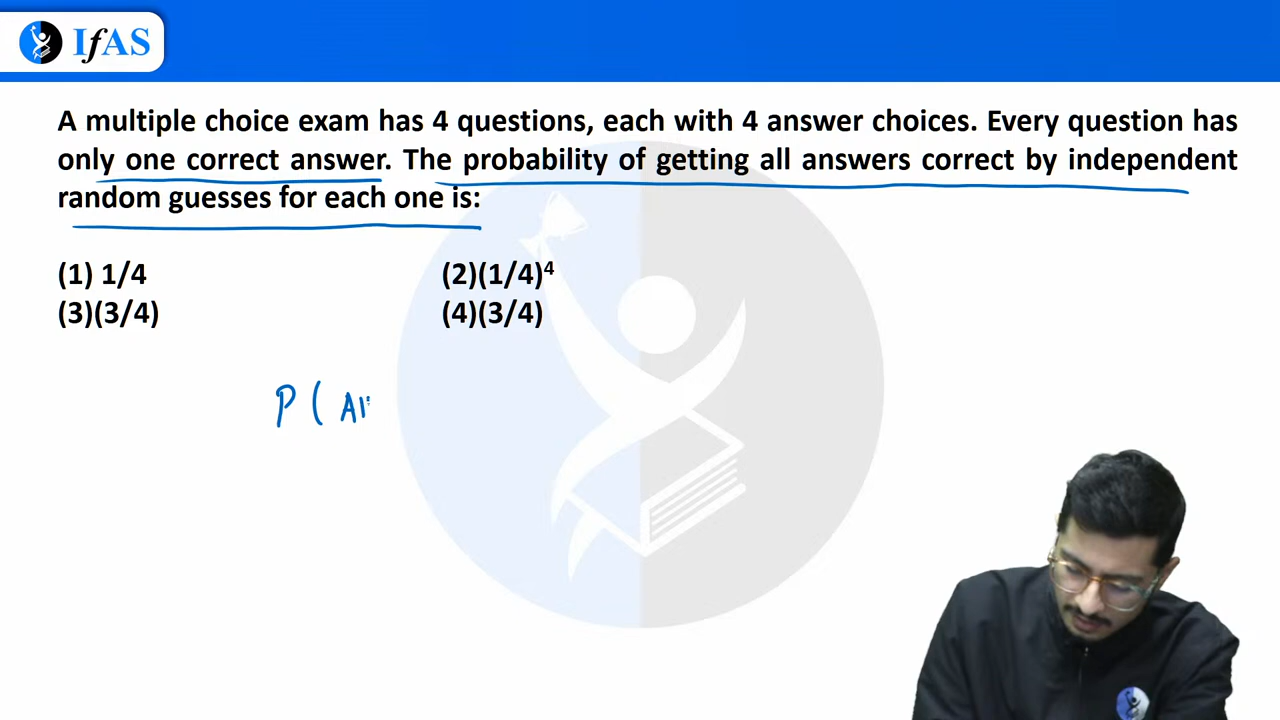 IfAS
A multiple choice exam has 4 questions, each with 4 answer choices. Every question has
only one correct answer. The probability of getting all answers correct by independent
random guesses for each one is:
(1) 1/4 (2)(1/4)⁴
(3)(3/4) (4)(3/4)
P(